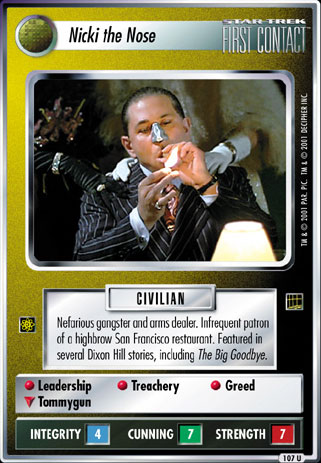 Nicki the Nose
STAR TREK
FIRST CONTACT™
TM & © 2001 PAR. PIC. TM & © 2001 DECIPHER INC.
CIVILIAN
Nefarious gangster and arms dealer. Infrequent patron
of a highbrow San Francisco restaurant. Featured in
several Dixon Hill stories, including The Big Goodbye.
Leadership Treachery Greed
Tommygun
INTEGRITY 4 CUNNING 7 STRENGTH 7
107 U